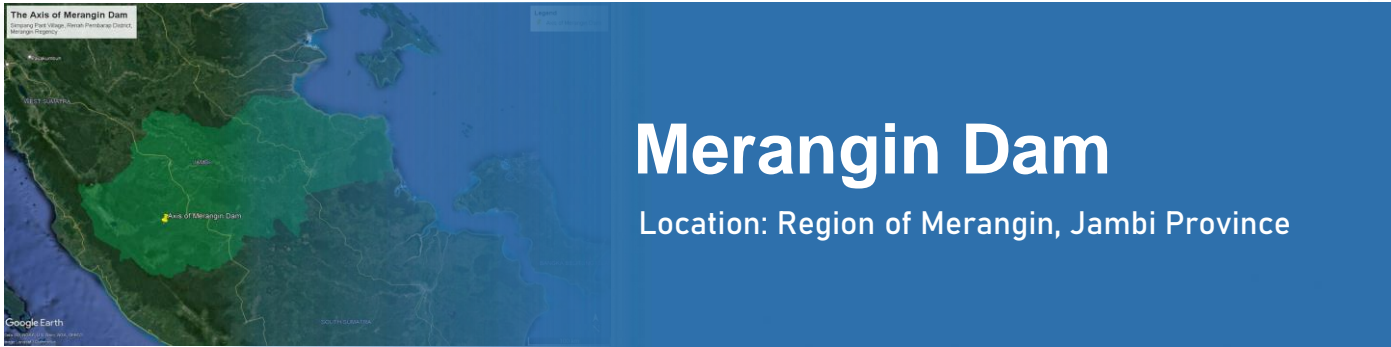 The Axis of Merangin Dam
Simpang Parit Village, Renah Pembarap District,
Merangin Regency
Legend
Payakumbuh
WEST SUMATRA
JAMBI
Axis of Merangin Dam
SOUTH SUMATRA
Google Earth
Merangin Dam
Location: Region of Merangin, Jambi Province